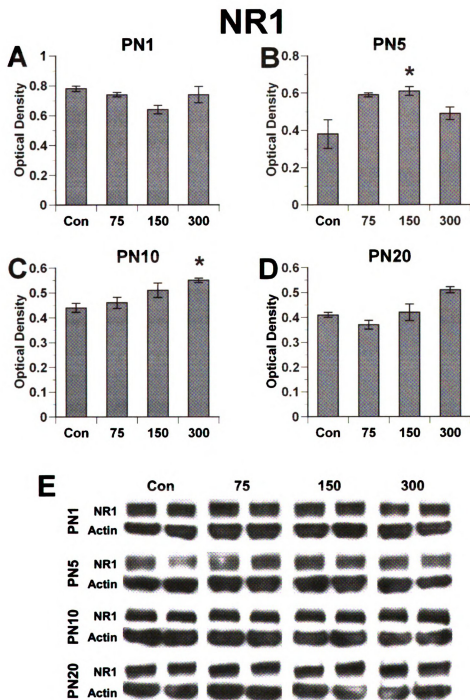 NR1
A
PN1
Optical Density
1
0.8
0.6
0.4
0.2
0
Con 75 150 300
B
PN5
Optical Density
0.8
0.6
0.4
0.2
0
*
Con 75 150 300
C
PN10
Optical Density
0.6
0.5
0.4
0.3
0.2
0.1
0
*
Con 75 150 300
D
PN20
Optical Density
0.6
0.5
0.4
0.3
0.2
0.1
0
Con 75 150 300
E
Con 75 150 300
PN1
NR1
Actin
PN5
NR1
Actin
PN10
NR1
Actin
PN20
NR1
Actin